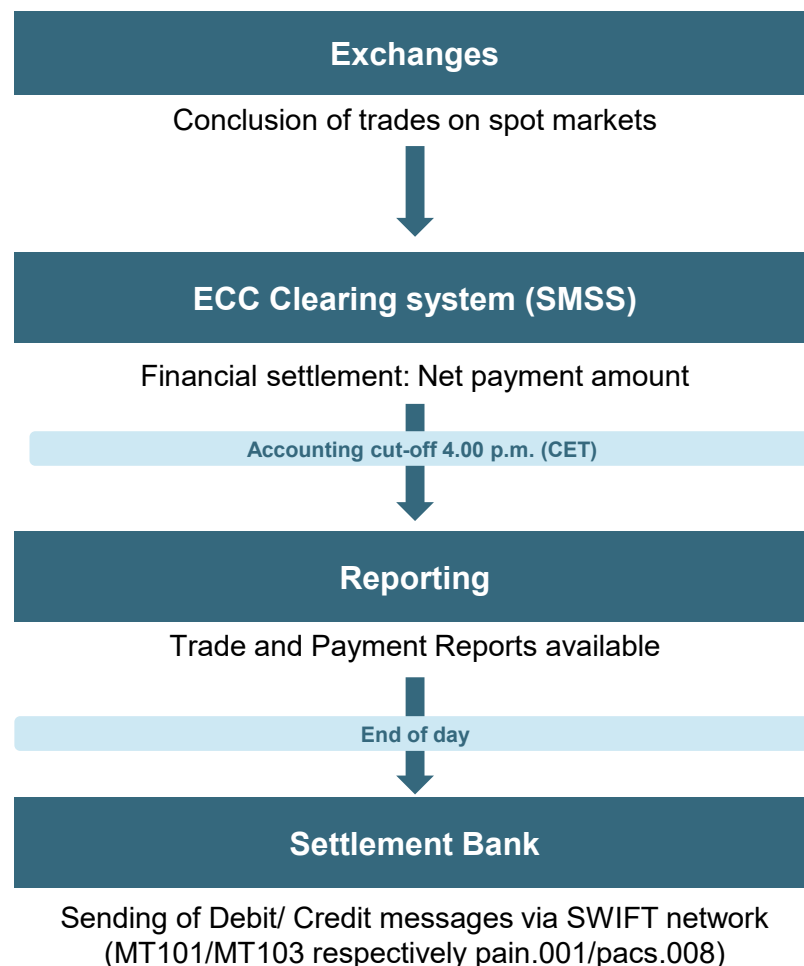 Exchanges
Conclusion of trades on spot markets
ECC Clearing system (SMSS)
Financial settlement: Net payment amount
Accounting cut-off 4.00 p.m. (CET)
Reporting
Trade and Payment Reports available
End of day
Settlement Bank
Sending of Debit/ Credit messages via SWIFT network
(MT101/MT103 respectively pain.001/pacs.008)